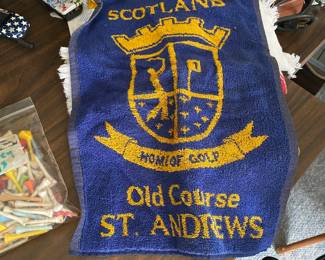 SCOTLAND
HOME OF GOLF
Old Course
ST. ANDREWS